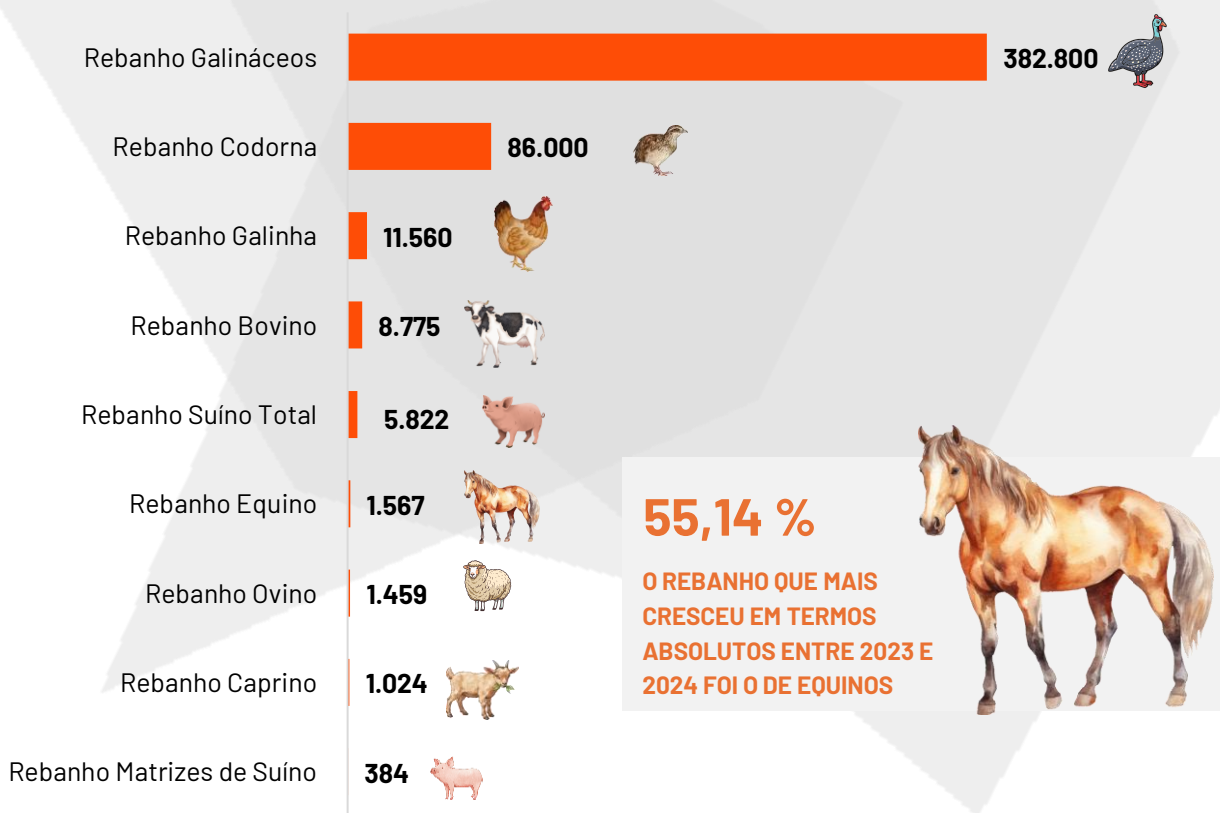 Rebanho Galináceos 382.800
Rebanho Codorna 86.000
Rebanho Galinha 11.560
Rebanho Bovino 8.775
Rebanho Suíno Total 5.822
Rebanho Equino 1.567
Rebanho Ovino 1.459
Rebanho Caprino 1.024
Rebanho Matrizes de Suíno 384
55,14 %
O REBANHO QUE MAIS
CRESCEU EM TERMOS
ABSOLUTOS ENTRE 2023 E
2024 FOI O DE EQUINOS